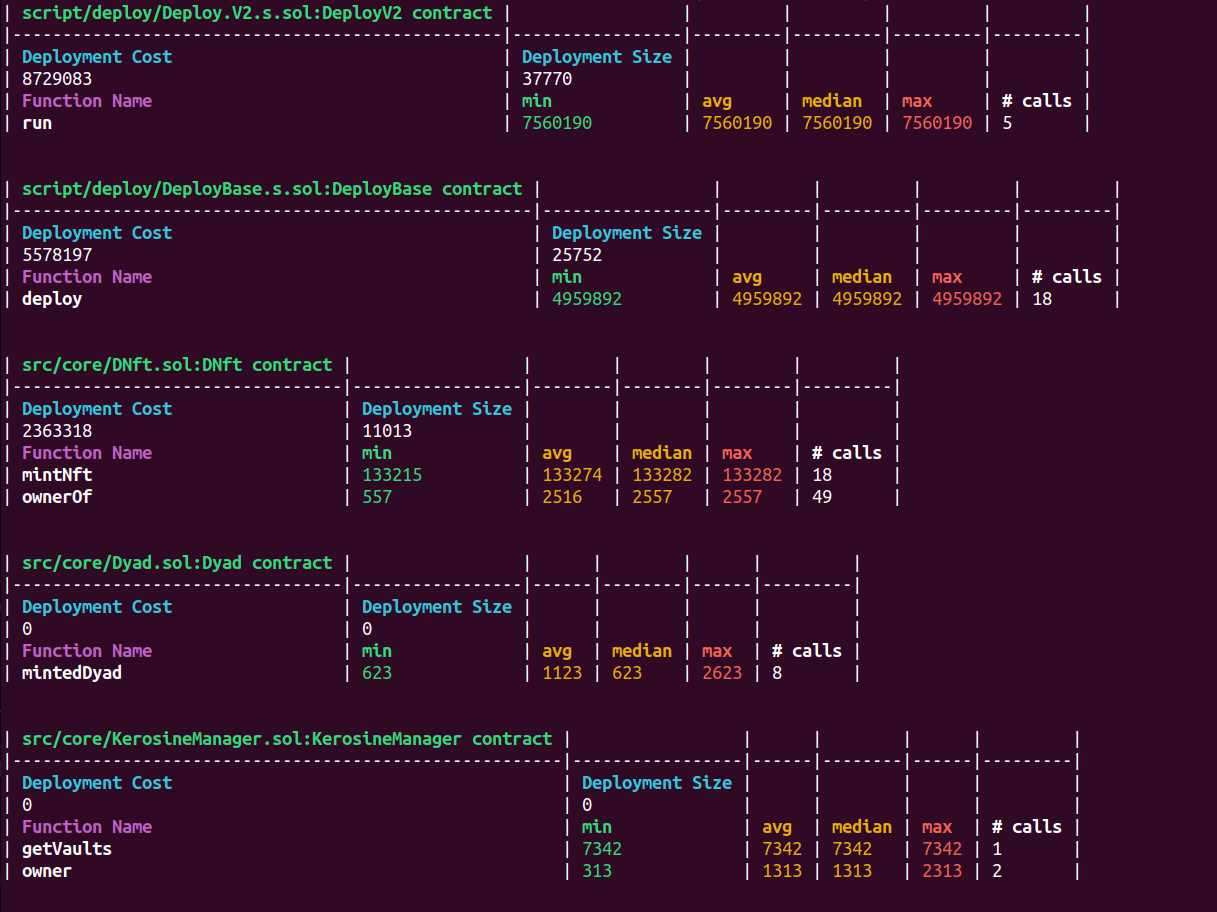 | script/deploy/Deploy.V2.s.sol:DeployV2 contract |                 |         |         |         |         |
|-------------------------------------------------|-----------------|---------|---------|---------|---------|
| Deployment Cost                                 | Deployment Size |         |         |         |         |
| 8729083                                         | 37770           |         |         |         |         |
| Function Name                                   | min             | avg     | median  | max     | # calls |
| run                                             | 7560190         | 7560190 | 7560190 | 7560190 | 5       |
| script/deploy/DeployBase.s.sol:DeployBase contract |                 |         |         |         |         |
|----------------------------------------------------|-----------------|---------|---------|---------|---------|
| Deployment Cost                                    | Deployment Size |         |         |         |         |
| 5578197                                            | 25752           |         |         |         |         |
| Function Name                                      | min             | avg     | median  | max     | # calls |
| deploy                                             | 4959892         | 4959892 | 4959892 | 4959892 | 18      |
| src/core/DNft.sol:DNft contract |                 |        |        |        |         |
|---------------------------------|-----------------|--------|--------|--------|---------|
| Deployment Cost                 | Deployment Size |        |        |        |         |
| 2363318                         | 11013           |        |        |        |         |
| Function Name                   | min             | avg    | median | max    | # calls |
| mintNft                         | 133215          | 133274 | 133282 | 133282 | 18      |
| ownerOf                         | 557             | 2516   | 2557   | 2557   | 49      |
| src/core/Dyad.sol:Dyad contract |                 |      |        |      |         |
|---------------------------------|-----------------|------|--------|------|---------|
| Deployment Cost                 | Deployment Size |      |        |      |         |
| 0                               | 0               |      |        |      |         |
| Function Name                   | min             | avg  | median | max  | # calls |
| mintedDyad                      | 623             | 1123 | 623    | 2623 | 8       |
| src/core/KerosineManager.sol:KerosineManager contract |                 |      |        |      |         |
|-------------------------------------------------------|-----------------|------|--------|------|---------|
| Deployment Cost                                       | Deployment Size |      |        |      |         |
| 0                                                     | 0               |      |        |      |         |
| Function Name                                         | min             | avg  | median | max  | # calls |
| getVaults                                             | 7342            | 7342 | 7342   | 7342 | 1       |
| owner                                                 | 313             | 1313 | 1313   | 2313 | 2       |